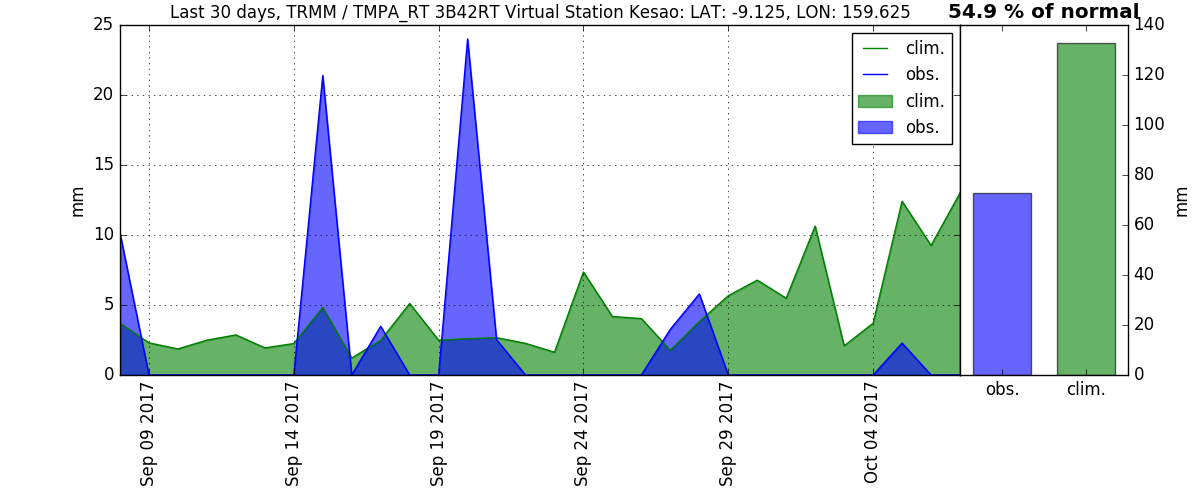 Last 30 days, TRMM / TMPA_RT 3B42RT Virtual Station Kesao: LAT: -9.125, LON: 159.625
54.9 % of normal
25
20
15
10
5
0
mm
clim.
obs.
clim.
obs.
140
120
100
80
60
40
20
0
mm
Sep 09 2017
Sep 14 2017
Sep 19 2017
Sep 24 2017
Sep 29 2017
Oct 04 2017
obs.
clim.